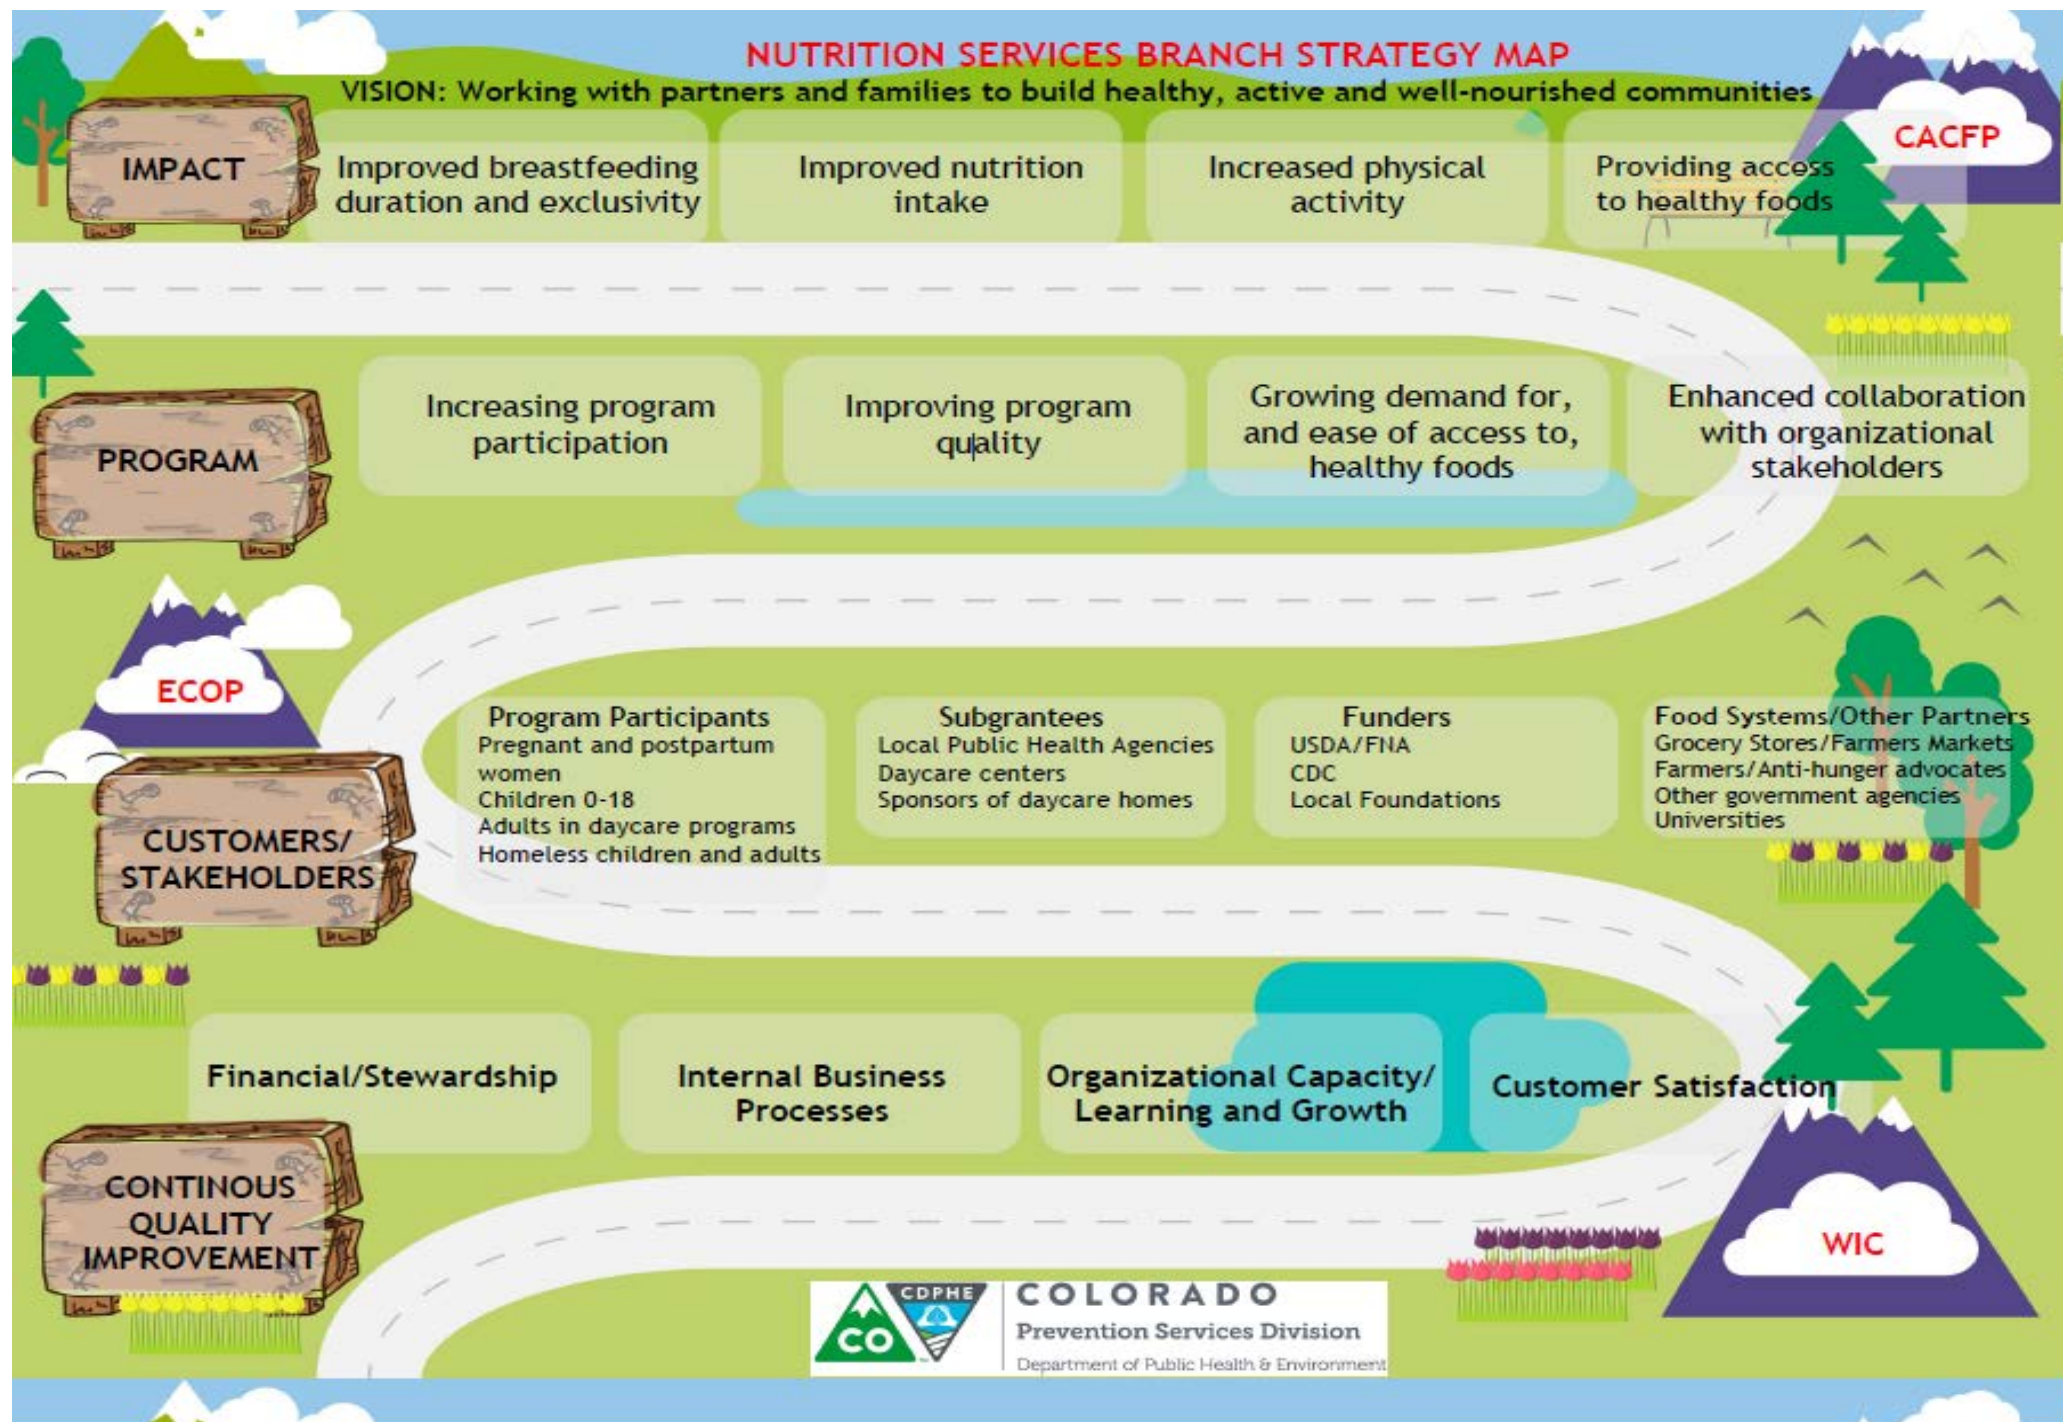 NUTRITION SERVICES BRANCH STRATEGY MAP
VISION: Working with partners and families to build healthy, active and well-nourished communities
CACFP
IMPACT
Improved breastfeeding
duration and exclusivity
Improved nutrition
intake
Increased physical
activity
Providing access
to healthy foods
PROGRAM
Increasing program
participation
Improving program
quality
Growing demand for,
and ease of access to,
healthy foods
Enhanced collaboration
with organizational
stakeholders
ECOP
CUSTOMERS/
STAKEHOLDERS
Program Participants
Pregnant and postpartum
women
Children 0-18
Adults in daycare programs
Homeless children and adults
Subgrantees
Local Public Health Agencies
Daycare centers
Sponsors of daycare homes
Funders
USDA/FNA
CDC
Local Foundations
Food Systems/Other Partners
Grocery Stores/Farmers Markets
Farmers/Anti-hunger advocates
Other government agencies
Universities
Financial/Stewardship
Internal Business
Processes
Organizational Capacity/
Learning and Growth
Customer Satisfaction
CONTINOUS
QUALITY
IMPROVEMENT
WIC
CO
CDPHE
COLORADO
Prevention Services Division
Department of Public Health & Environment